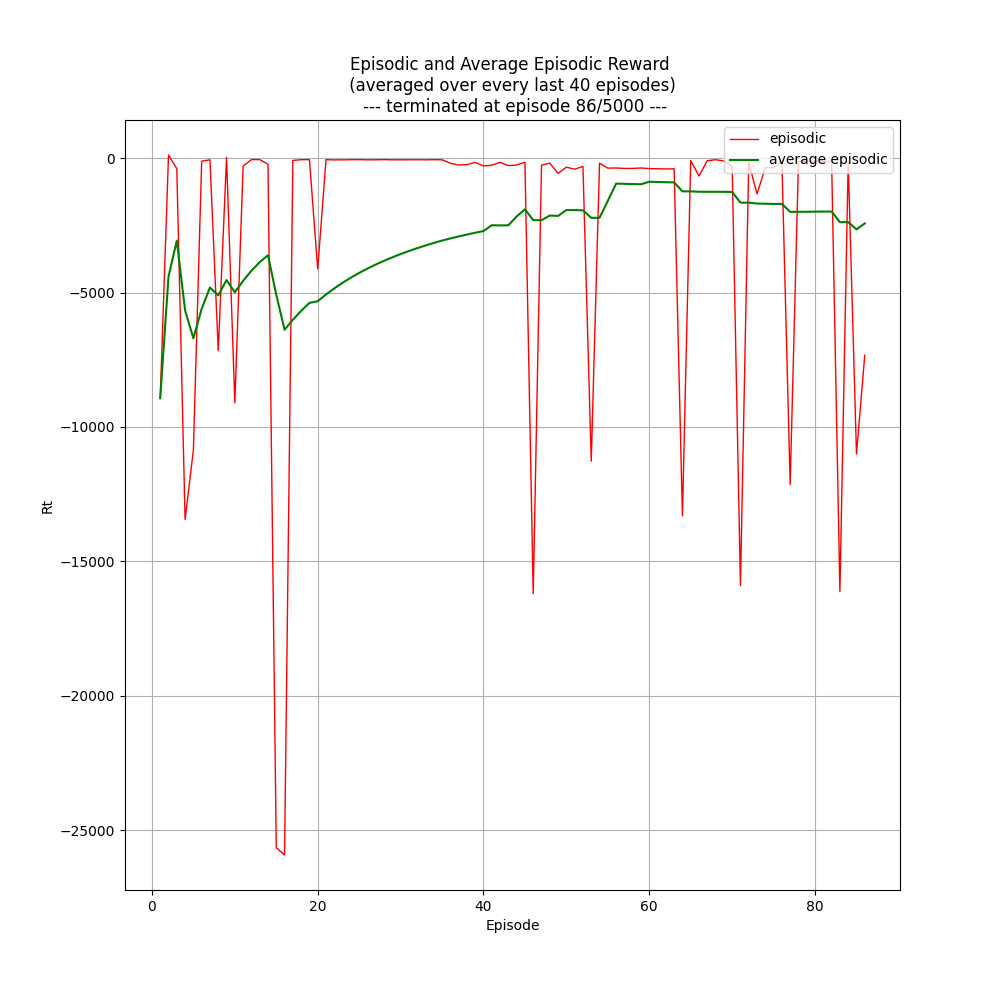 Episodic and Average Episodic Reward
(averaged over every last 40 episodes)
--- terminated at episode 86/5000 ---
episodic
average episodic
0
−5000
−10000
−15000
−20000
−25000
Rt
0 20 40 60 80
Episode